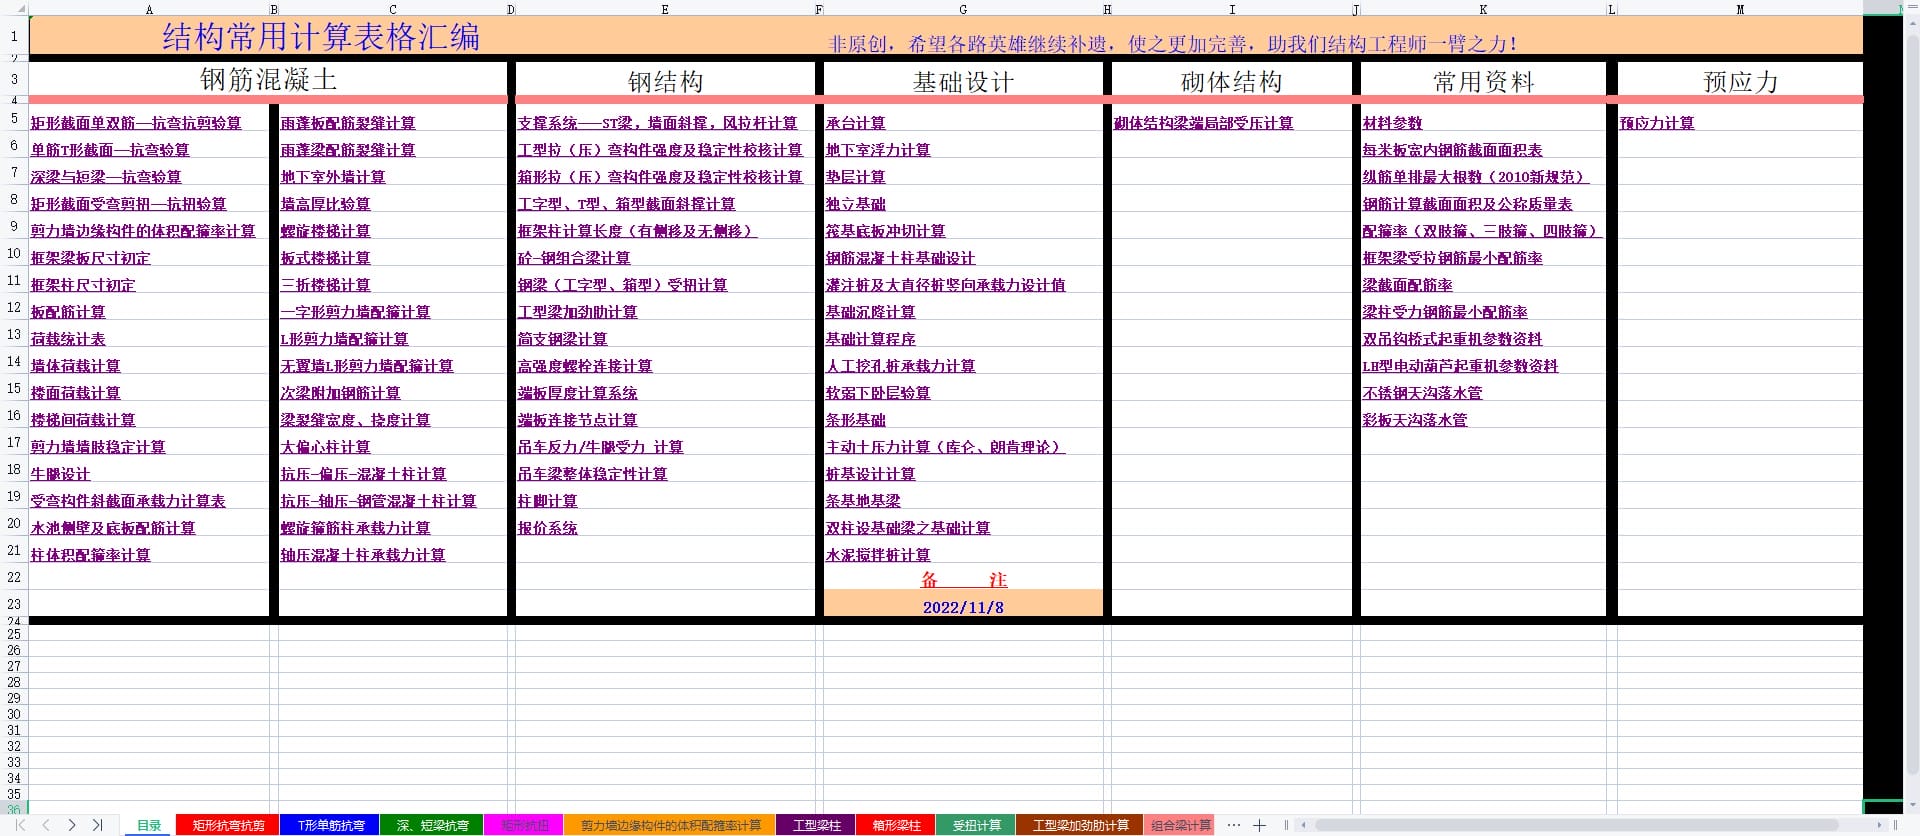 A B C D E F G H I J K L M
1 结构常用计算表格汇编 非原创，希望各路英雄继续补遗，使之更加完善，助我们结构工程师一臂之力！
3 钢筋混凝土 钢结构 基础设计 砌体结构 常用资料 预应力
4
5 矩形截面单双筋—抗弯抗剪验算 雨蓬板配筋裂缝计算 支撑系统——ST梁，墙面斜撑，风拉杆计算 承台计算 砌体结构梁端局部受压计算 材料参数 预应力计算
6 单筋T形截面—抗弯验算 雨蓬梁配筋裂缝计算 工型拉（压）弯构件强度及稳定性校核计算 地下室浮力计算 每米板宽内钢筋截面面积表
7 深梁与短梁—抗弯验算 地下室外墙计算 箱形拉（压）弯构件强度及稳定性校核计算 垫层计算 纵筋单排最大根数（2010新规范）
8 矩形截面受弯剪扭—抗扭验算 墙高厚比验算 工字型、T型、箱型截面斜撑计算 独立基础 钢筋计算截面面积及公称质量表
9 剪力墙边缘构件的体积配箍率计算 螺旋楼梯计算 框架柱计算长度（有侧移及无侧移） 筏基底板冲切计算 配箍率（双肢箍、三肢箍、四肢箍）
10 框架梁板尺寸初定 板式楼梯计算 砼-钢组合梁计算 钢筋混凝土柱基础设计 框架梁受拉钢筋最小配筋率
11 框架柱尺寸初定 三折楼梯计算 钢梁（工字型、箱型）受扭计算 灌注桩及大直径桩竖向承载力设计值 梁截面配筋率
12 板配筋计算 一字形剪力墙配箍计算 工型梁加劲肋计算 基础沉降计算 梁柱受力钢筋最小配筋率
13 荷载统计表 L形剪力墙配箍计算 简支钢梁计算 基础计算程序 双吊钩桥式起重机参数资料
14 墙体荷载计算 无翼墙L形剪力墙配箍计算 高强度螺栓连接计算 人工挖孔桩承载力计算 LH型电动葫芦起重机参数资料
15 楼面荷载计算 次梁附加钢筋计算 端板厚度计算系统 软弱下卧层验算 不锈钢天沟落水管
16 楼梯间荷载计算 梁裂缝宽度、挠度计算 端板连接节点计算 条形基础 彩板天沟落水管
17 剪力墙墙肢稳定计算 大偏心柱计算 吊车反力/牛腿受力 计算 主动土压力计算（库仑、朗肯理论）
18 牛腿设计 抗压-偏压-混凝土柱计算 吊车梁整体稳定性计算 桩基设计计算
19 受弯构件斜截面承载力计算表 抗压-轴压-钢管混凝土柱计算 柱脚计算 条基地基梁
20 水池侧壁及底板配筋计算 螺旋箍筋柱承载力计算 报价系统 双柱设基础梁之基础计算
21 柱体积配箍率计算 轴压混凝土柱承载力计算 水泥搅拌桩计算
22 备 注
23 2022/11/8
24
25
26
27
28
29
30
31
32
33
34
35
36
目录 矩形抗弯抗剪 T形单筋抗弯 深、短梁抗弯 矩形抗扭 剪力墙边缘构件的体积配箍率计算 工型梁柱 箱形梁柱 受扭计算 工型梁加劲肋计算 组合梁计算 ···